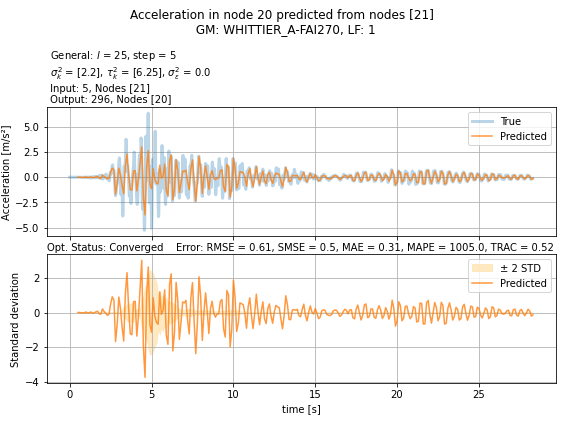 Acceleration in node 20 predicted from nodes [21]
GM: WHITTIER_A-FAI270, LF: 1
General: l = 25, step = 5
σ²ₖ = [2.2], τ²ₖ = [6.25], σ²ₑ = 0.0
Input: 5, Nodes [21]
Output: 296, Nodes [20]
Acceleration [m/s²]
5.0
2.5
0.0
−2.5
−5.0
True
Predicted
Opt. Status: Converged Error: RMSE = 0.61, SMSE = 0.5, MAE = 0.31, MAPE = 1005.0, TRAC = 0.52
Standard deviation
2
0
−2
−4
± 2 STD
Predicted
0 5 10 15 20 25
time [s]